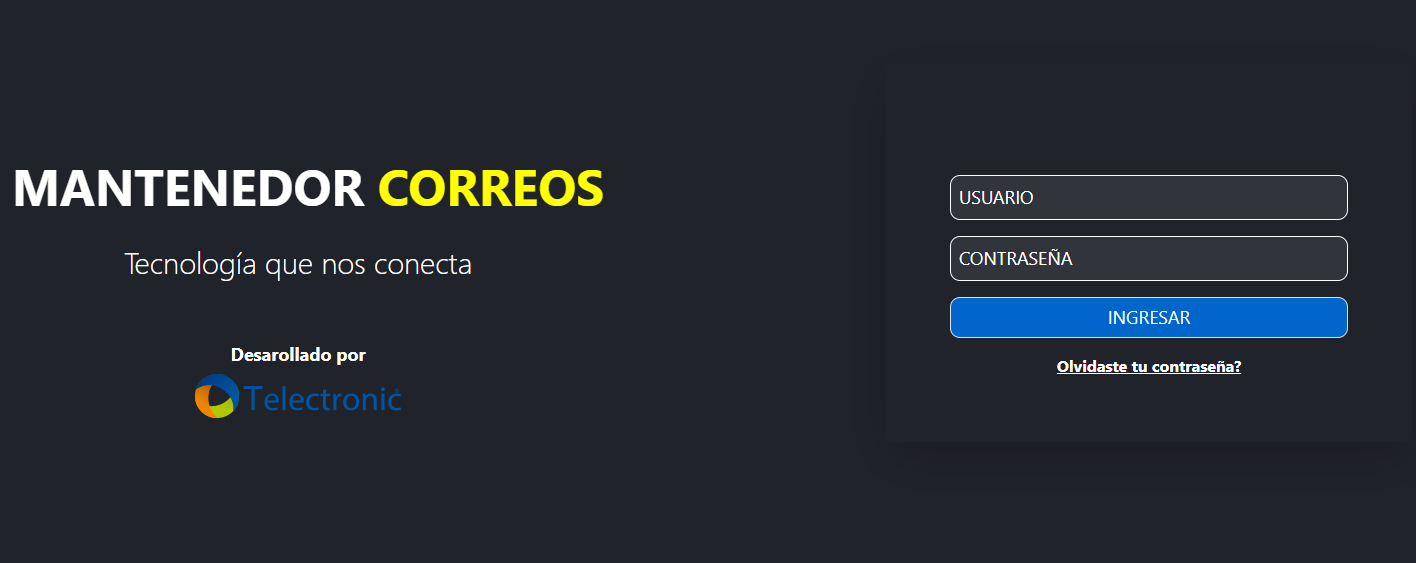 MANTENEDOR CORREOS
Tecnología que nos conecta
Desarollado por
Telectronic
USUARIO
CONTRASEÑA
INGRESAR
Olvidaste tu contraseña?